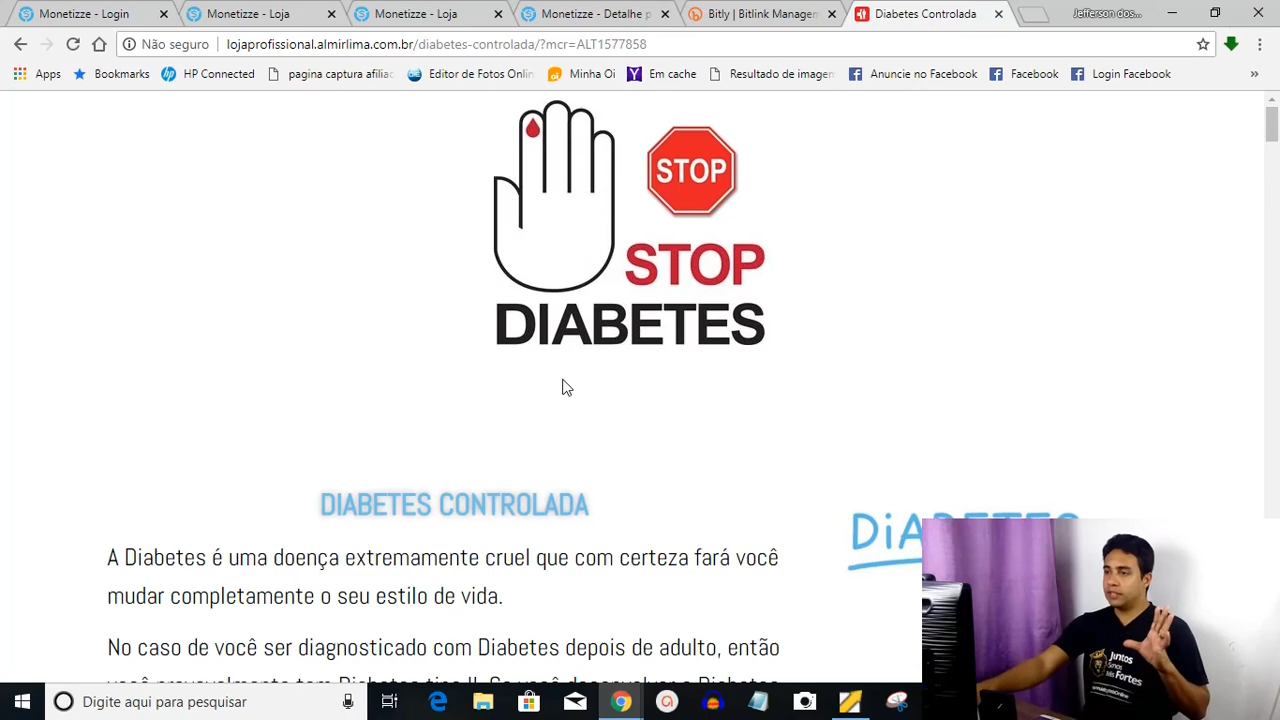 Monetizze - Login
Monetizze - Loja
Monetizze - Loja
Monetizze - Detalhe p
Bitly | Bitlink Managem
Diabetes Controlada
Jefferson dos...
Não seguro
lojaprofissional.almirlima.com.br/diabetes-controlada/?mcr=ALT1577858
Apps
Bookmarks
HP Connected
pagina captura afiliac
Editor de Fotos Onlin
Minha Oi
Em cache
Resultado de imagem
Anuncie no Facebook
Facebook
Login Facebook
STOP
STOP
DIABETES
DIABETES CONTROLADA
A Diabetes é uma doença extremamente cruel que com certeza fará você
mudar completamente o seu estilo de vida.
No caso de ser diagnosticado com Diabetes depois de adulto, então
Somos
Fortes
Digite aqui para pesquisar